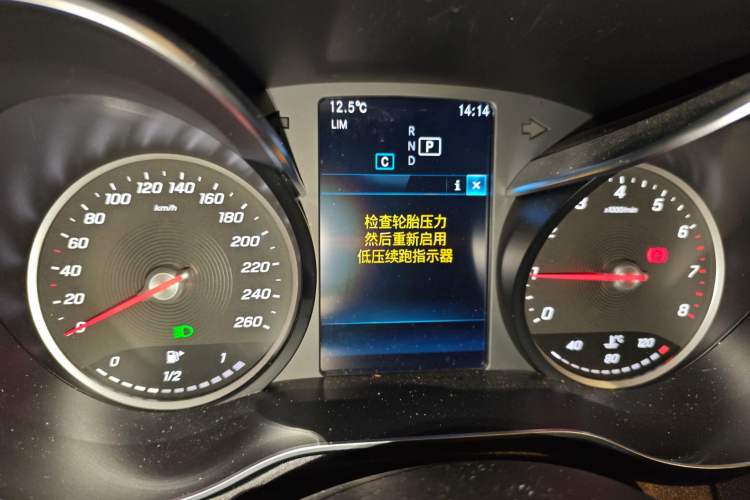 12.5℃ 14:14
LIM
R
N P
C D
i ×
检查轮胎压力
然后重新启用
低压续跑指示器
0 20 40 60 80 100 120 140 160 180 200 220 240 260
km/h
0 1/2 1
0 1 2 3 4 5 6 7 8
x1000/min
40 80 120
℃